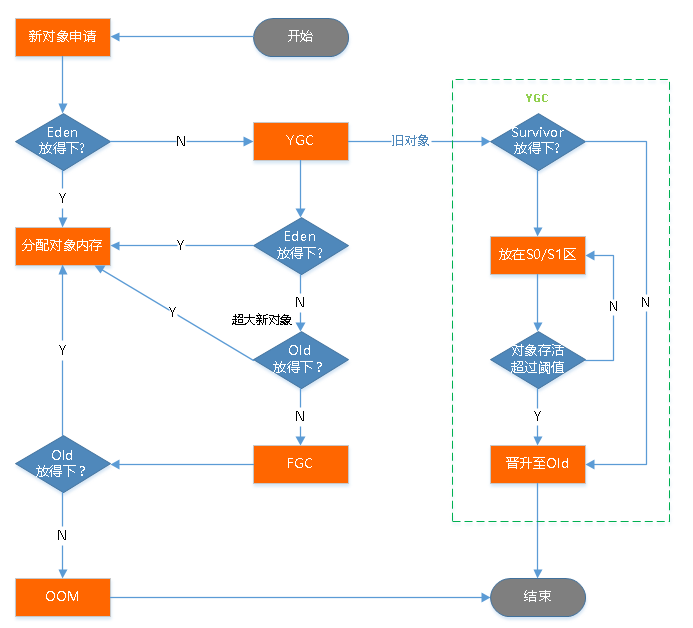 新对象申请
开始
YGC
Eden
放得下?
N
YGC
旧对象
Survivor
放得下?
Y
分配对象内存
Y
Eden
放得下?
放在S0/S1区
N
超大新对象
Y
N
N
Y
Old
放得下？
对象存活
超过阈值
N
Y
Old
放得下？
FGC
晋升至Old
N
OOM
结束